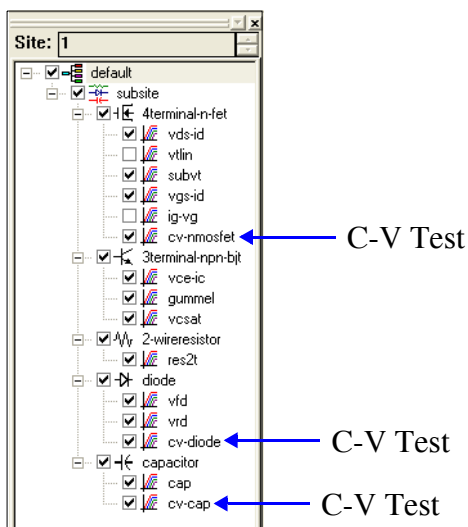 Site: 1
default
subsite
4terminal-n-fet
vds-id
vtlin
subvt
vgs-id
ig-vg
cv-nmosfet C-V Test
3terminal-npn-bjt
vce-ic
gummel
vcsat
2-wireresistor
res2t
diode
vfd
vrd
cv-diode C-V Test
capacitor
cap
cv-cap C-V Test